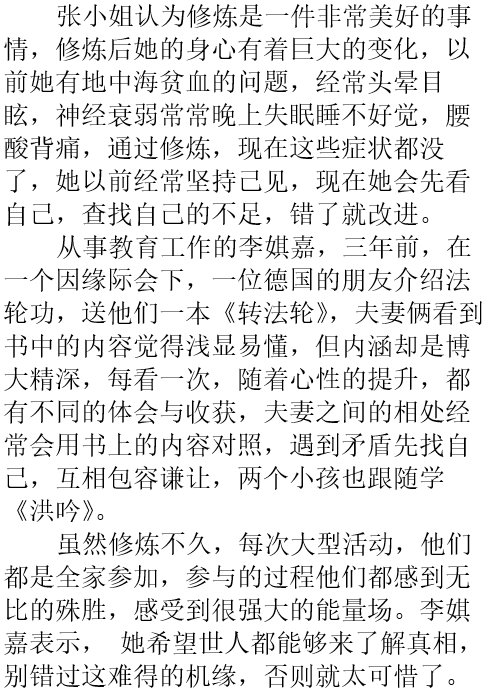 张小姐认为修炼是一件非常美好的事
情，修炼后她的身心有着巨大的变化，以
前她有地中海贫血的问题，经常头晕目
眩，神经衰弱常常晚上失眠睡不好觉，腰
酸背痛，通过修炼，现在这些症状都没
了，她以前经常坚持己见，现在她会先看
自己，查找自己的不足，错了就改进。
从事教育工作的李娸嘉，三年前，在
一个因缘际会下，一位德国的朋友介绍法
轮功，送他们一本《转法轮》，夫妻俩看到
书中的内容觉得浅显易懂，但内涵却是博
大精深，每看一次，随着心性的提升，都
有不同的体会与收获，夫妻之间的相处经
常会用书上的内容对照，遇到矛盾先找自
己，互相包容谦让，两个小孩也跟随学
《洪吟》。
虽然修炼不久，每次大型活动，他们
都是全家参加，参与的过程他们都感到无
比的殊胜，感受到很强大的能量场。李娸
嘉表示， 她希望世人都能够来了解真相，
别错过这难得的机缘，否则就太可惜了。